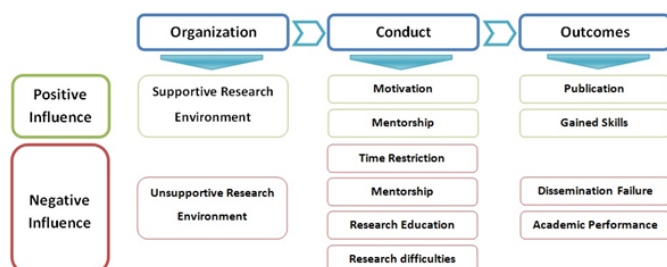 Organization
Conduct
Outcomes
Positive
Influence
Supportive Research
Environment
Motivation
Mentorship
Publication
Gained Skills
Negative
Influence
Unsupportive Research
Environment
Time Restriction
Mentorship
Research Education
Research difficulties
Dissemination Failure
Academic Performance